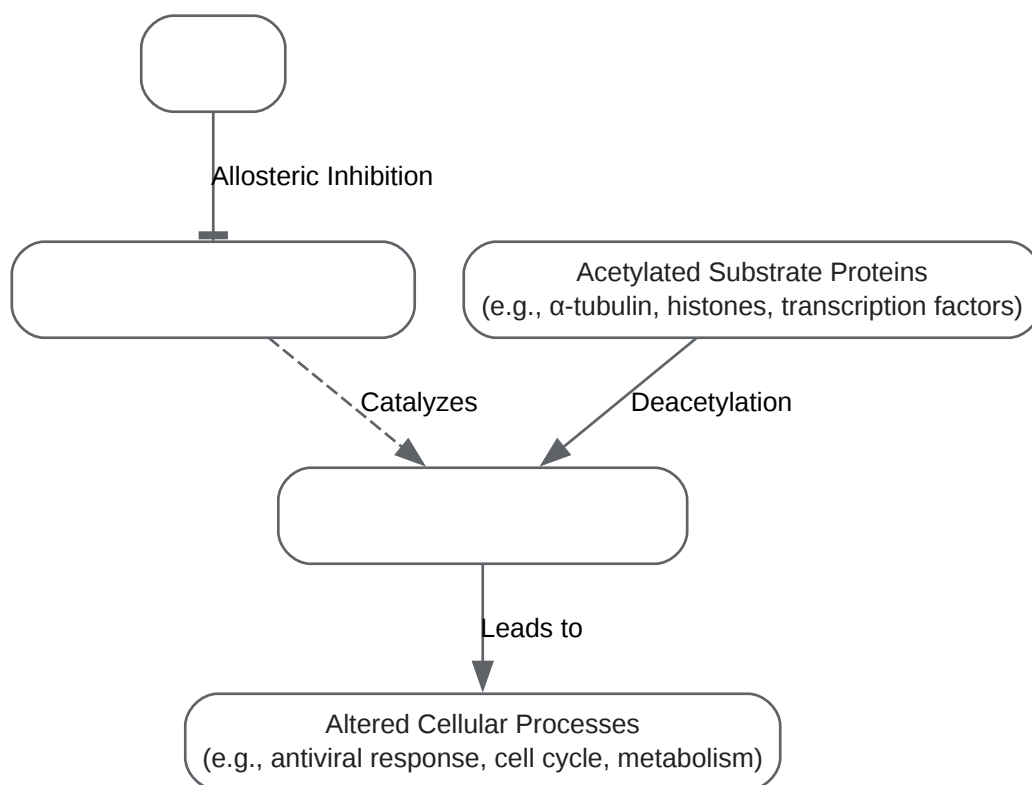 Allosteric Inhibition
Acetylated Substrate Proteins
(e.g., α-tubulin, histones, transcription factors)
Catalyzes
Deacetylation
Leads to
Altered Cellular Processes
(e.g., antiviral response, cell cycle, metabolism)